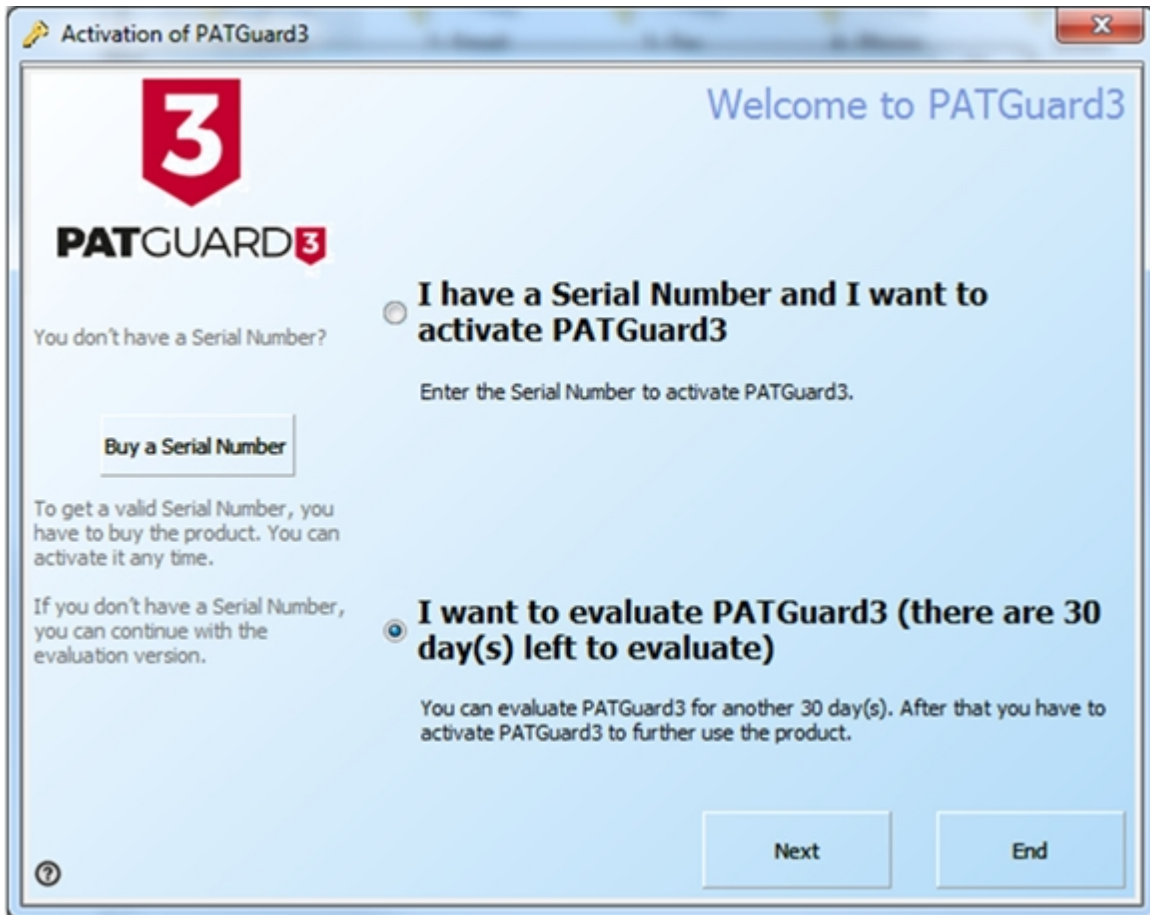 Activation of PATGuard3
Welcome to PATGuard3
3
PATGUARD3
You don't have a Serial Number?
Buy a Serial Number
To get a valid Serial Number, you
have to buy the product. You can
activate it any time.
If you don't have a Serial Number,
you can continue with the
evaluation version.
I have a Serial Number and I want to
activate PATGuard3
Enter the Serial Number to activate PATGuard3.
I want to evaluate PATGuard3 (there are 30
day(s) left to evaluate)
You can evaluate PATGuard3 for another 30 day(s). After that you have to
activate PATGuard3 to further use the product.
Next
End